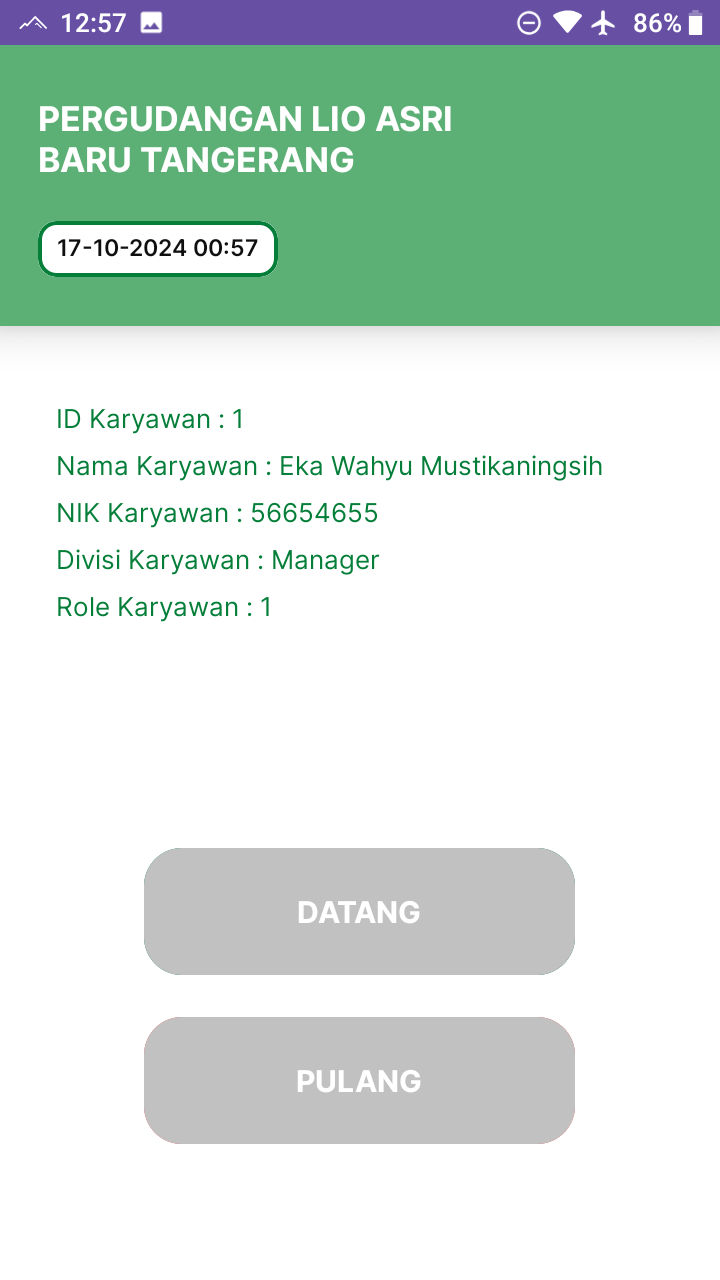 12:57
86%
PERGUDANGAN LIO ASRI
BARU TANGERANG
17-10-2024 00:57
ID Karyawan : 1
Nama Karyawan : Eka Wahyu Mustikaningsih
NIK Karyawan : 56654655
Divisi Karyawan : Manager
Role Karyawan : 1
DATANG
PULANG